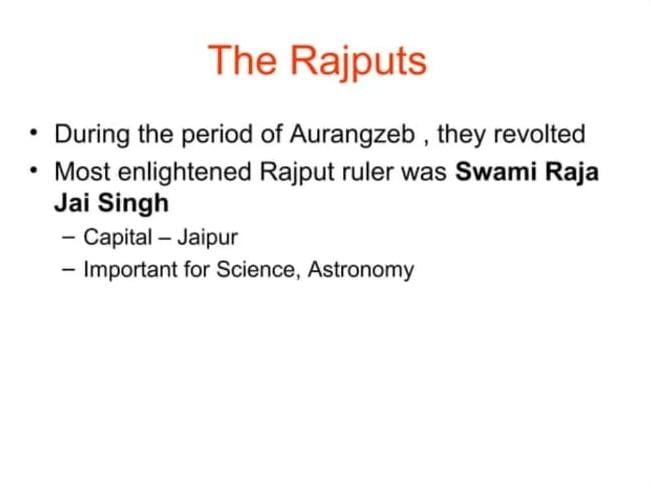 The Rajputs
• During the period of Aurangzeb , they revolted
• Most enlightened Rajput ruler was Swami Raja
Jai Singh
– Capital – Jaipur
– Important for Science, Astronomy